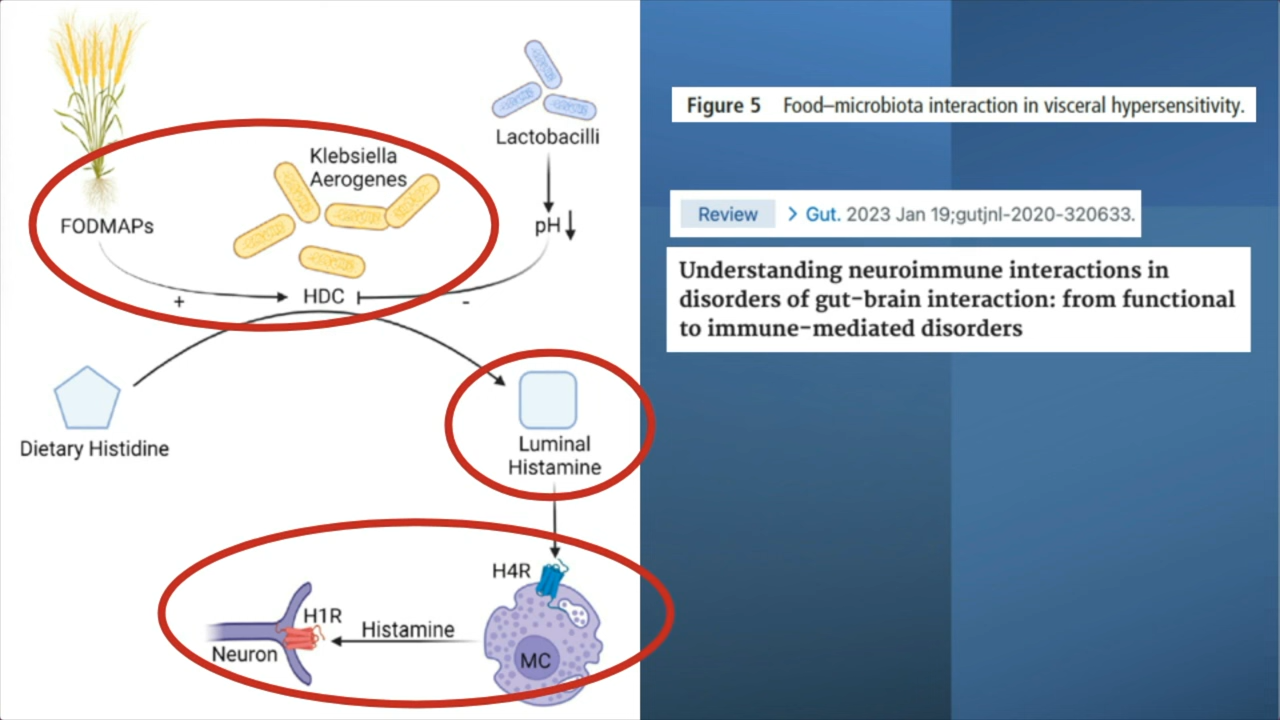 Klebsiella
Aerogenes
Lactobacilli
FODMAPs
pH↓
+
HDC
-
Dietary Histidine
Luminal
Histamine
H4R
H1R
Histamine
Neuron
MC
Figure 5 Food–microbiota interaction in visceral hypersensitivity.
Review > Gut. 2023 Jan 19;gutjnl-2020-320633.
Understanding neuroimmune interactions in
disorders of gut-brain interaction: from functional
to immune-mediated disorders